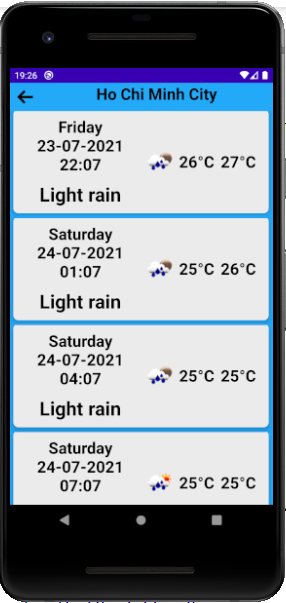 19:26
Ho Chi Minh City
Friday
23-07-2021
22:07
26°C 27°C
Light rain
Saturday
24-07-2021
01:07
25°C 26°C
Light rain
Saturday
24-07-2021
04:07
25°C 25°C
Light rain
Saturday
24-07-2021
07:07
25°C 25°C